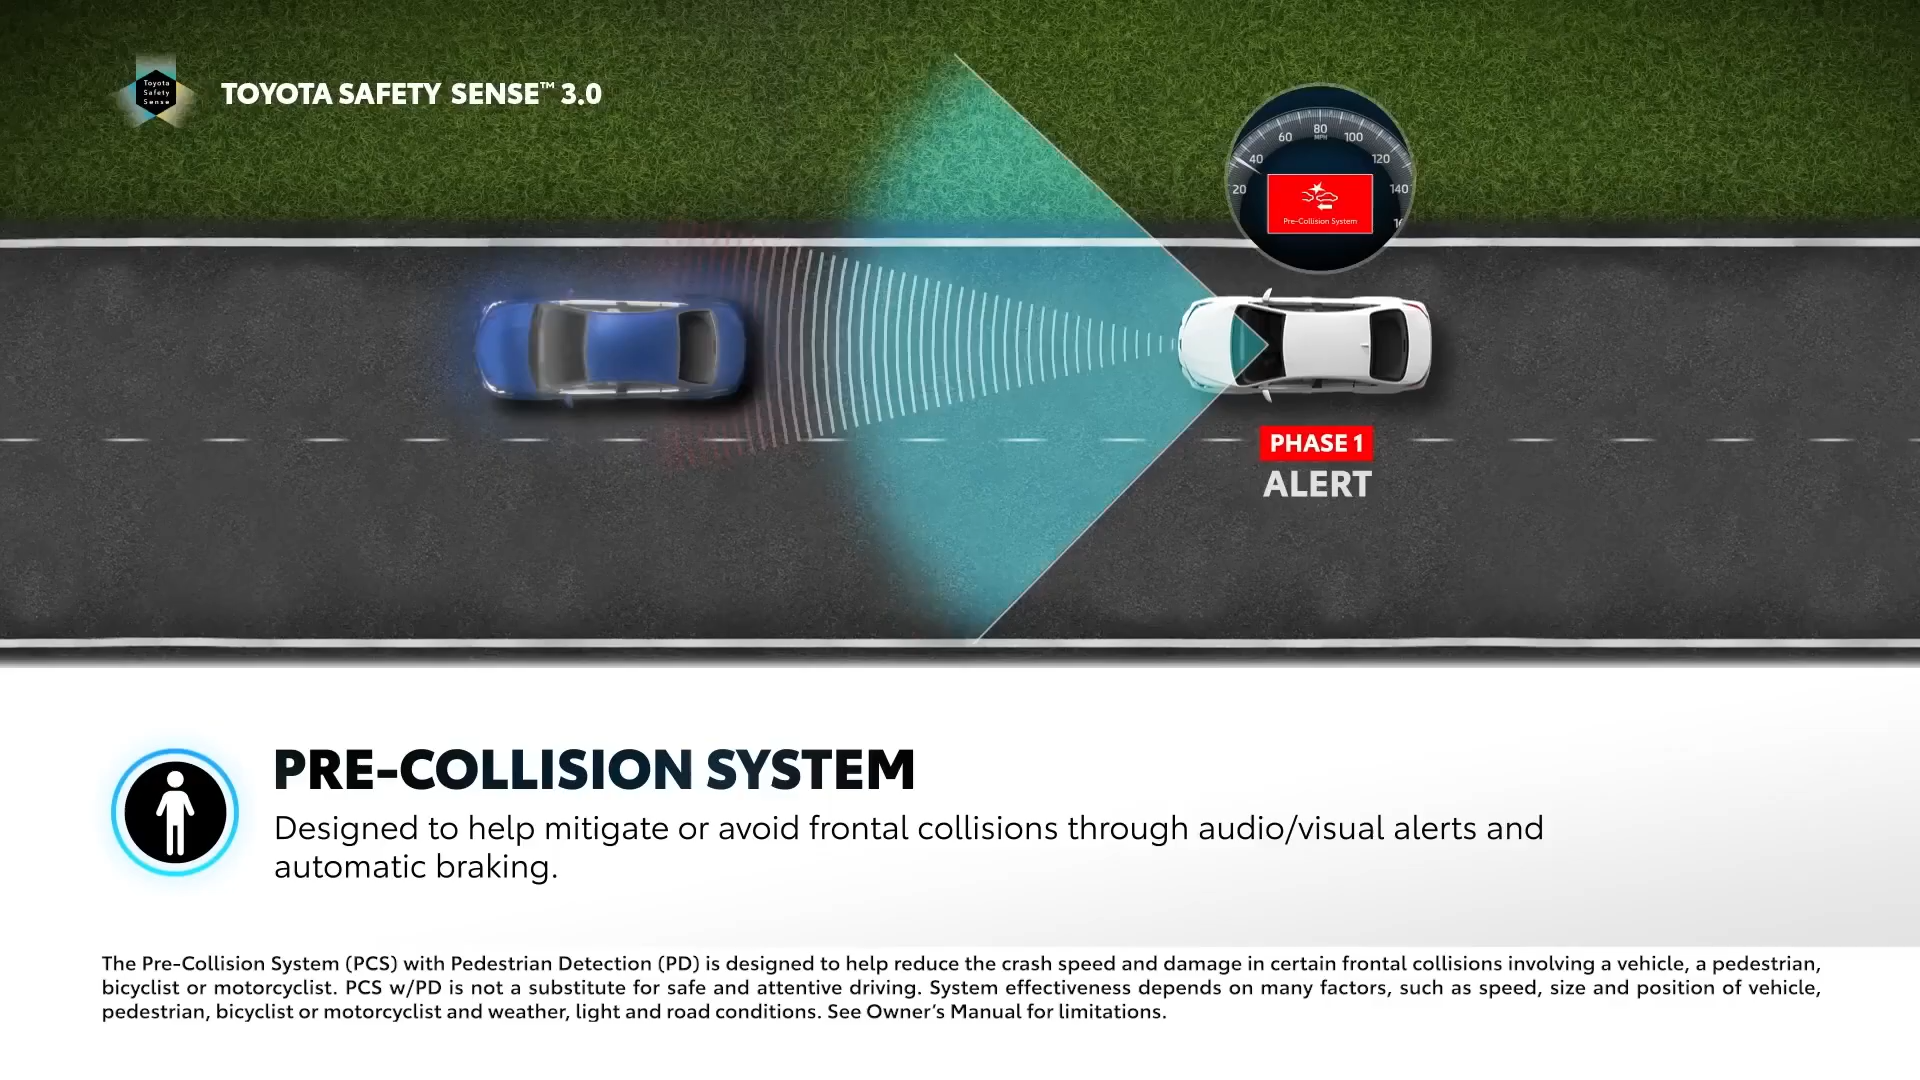 Toyota
Safety
Sense
TOYOTA SAFETY SENSE™ 3.0
20
40
60
80
MPH
100
120
140
16
Pre-Collision System
PHASE 1
ALERT
PRE-COLLISION SYSTEM
Designed to help mitigate or avoid frontal collisions through audio/visual alerts and
automatic braking.
The Pre-Collision System (PCS) with Pedestrian Detection (PD) is designed to help reduce the crash speed and damage in certain frontal collisions involving a vehicle, a pedestrian,
bicyclist or motorcyclist. PCS w/PD is not a substitute for safe and attentive driving. System effectiveness depends on many factors, such as speed, size and position of vehicle,
pedestrian, bicyclist or motorcyclist and weather, light and road conditions. See Owner's Manual for limitations.